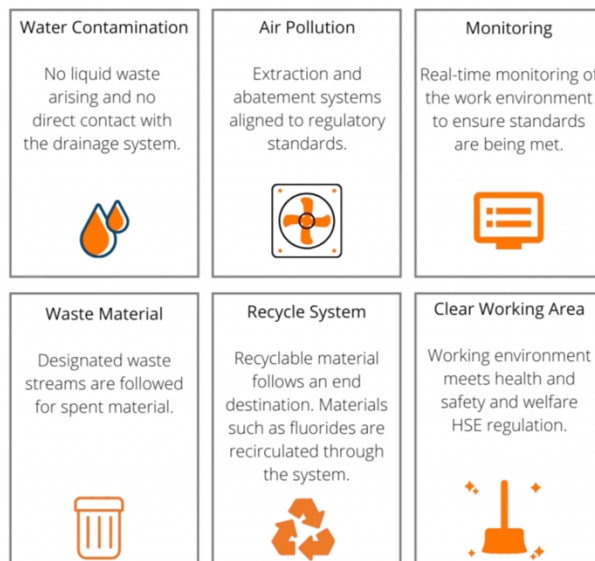 Water Contamination
No liquid waste
arising and no
direct contact with
the drainage system.
Air Pollution
Extraction and
abatement systems
aligned to regulatory
standards.
Monitoring
Real-time monitoring of
the work environment
to ensure standards
are being met.
Waste Material
Designated waste
streams are followed
for spent material.
Recycle System
Recyclable material
follows an end
destination. Materials
such as fluorides are
recirculated through
the system.
Clear Working Area
Working environment
meets health and
safety and welfare
HSE regulation.